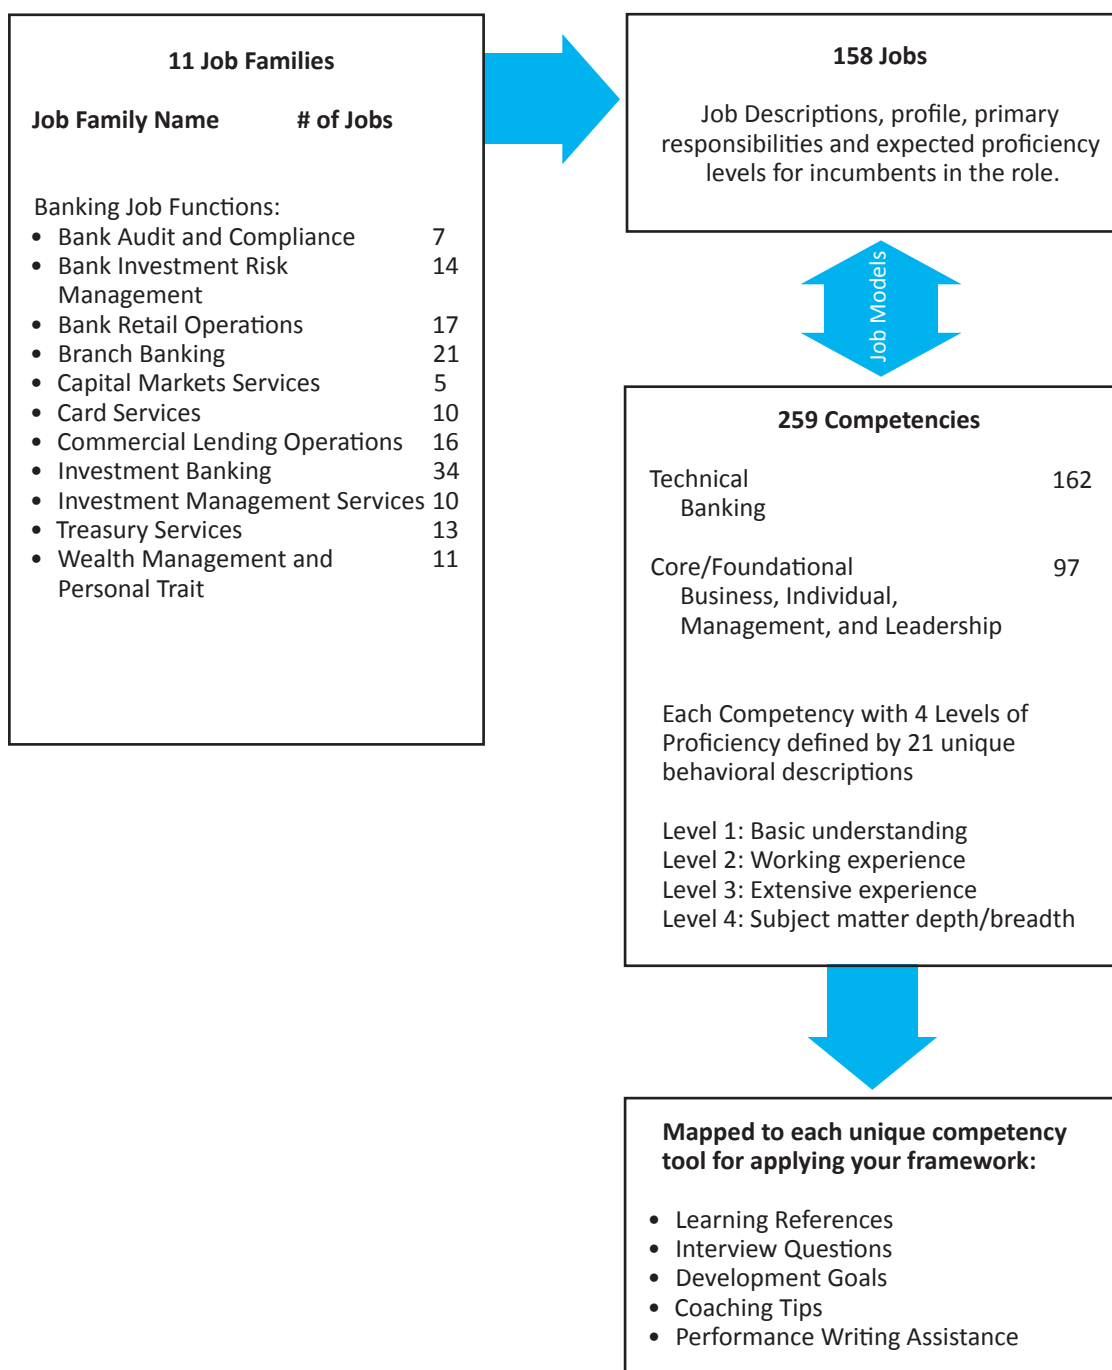 11 Job Families
Job Family Name # of Jobs
Banking Job Functions:
• Bank Audit and Compliance 7
• Bank Investment Risk 14
Management
• Bank Retail Operations 17
• Branch Banking 21
• Capital Markets Services 5
• Card Services 10
• Commercial Lending Operations 16
• Investment Banking 34
• Investment Management Services 10
• Treasury Services 13
• Wealth Management and 11
Personal Trait
158 Jobs
Job Descriptions, profile, primary
responsibilities and expected proficiency
levels for incumbents in the role.
Job Models
259 Competencies
Technical 162
Banking
Core/Foundational 97
Business, Individual,
Management, and Leadership
Each Competency with 4 Levels of
Proficiency defined by 21 unique
behavioral descriptions
Level 1: Basic understanding
Level 2: Working experience
Level 3: Extensive experience
Level 4: Subject matter depth/breadth
Mapped to each unique competency
tool for applying your framework:
• Learning References
• Interview Questions
• Development Goals
• Coaching Tips
• Performance Writing Assistance